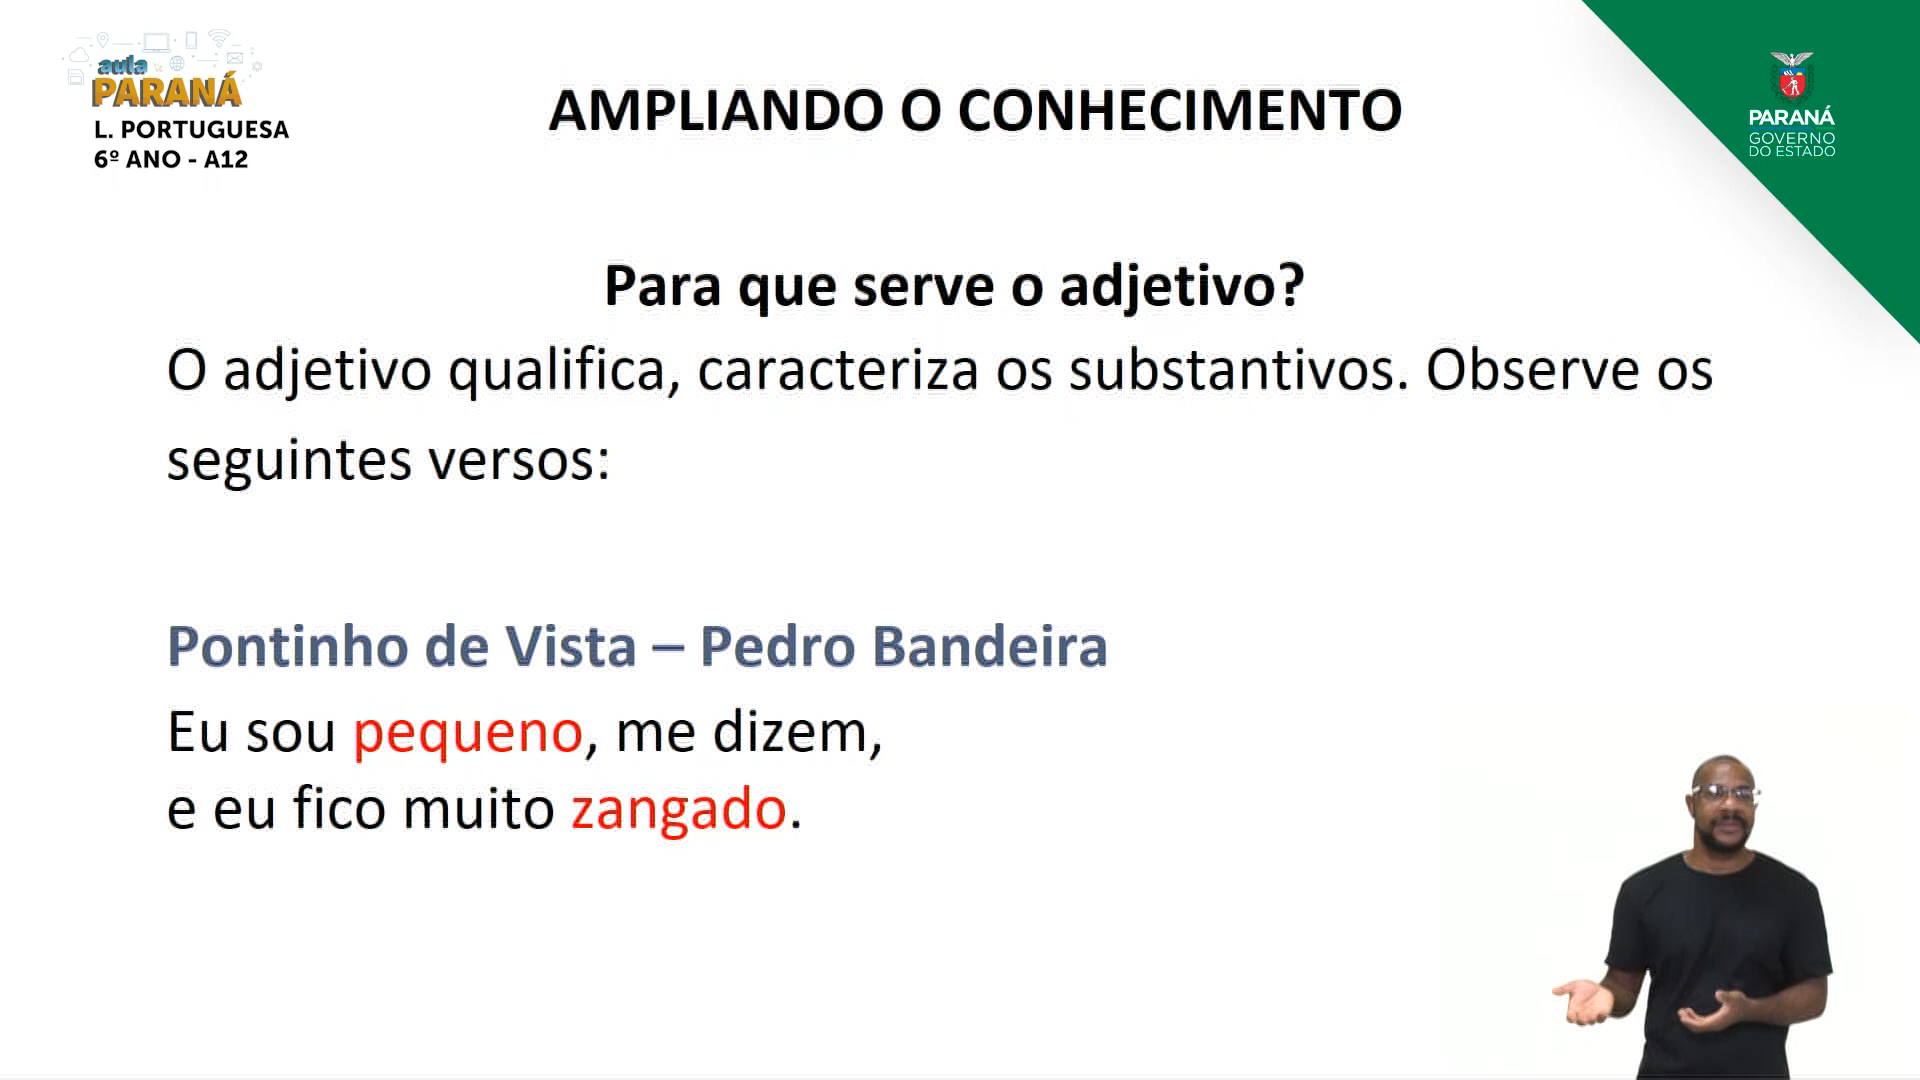 aula
PARANÁ
L. PORTUGUESA
6º ANO - A12
AMPLIANDO O CONHECIMENTO
PARANÁ
GOVERNO
DO ESTADO
Para que serve o adjetivo?
O adjetivo qualifica, caracteriza os substantivos. Observe os
seguintes versos:
Pontinho de Vista – Pedro Bandeira
Eu sou pequeno, me dizem,
e eu fico muito zangado.